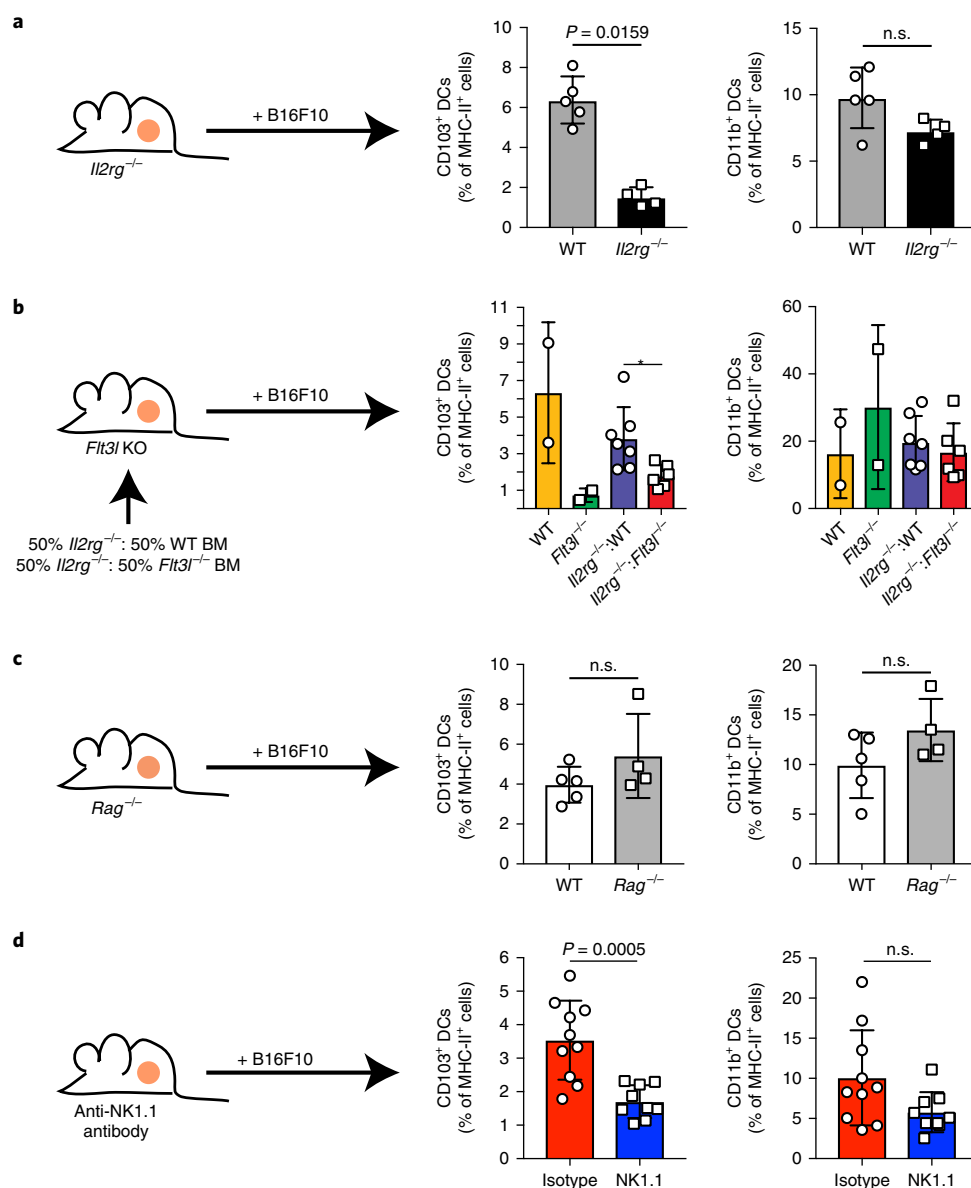 a
Il2rg–/–
+ B16F10
CD103+ DCs
(% of MHC-II+ cells)
10
8
6
4
2
0
P = 0.0159
WT
Il2rg–/–
CD11b+ DCs
(% of MHC-II+ cells)
15
10
5
0
n.s.
WT
Il2rg–/–
b
Flt3l KO
+ B16F10
50% Il2rg–/–: 50% WT BM
50% Il2rg–/–: 50% Flt3l–/– BM
CD103+ DCs
(% of MHC-II+ cells)
11
9
7
5
3
1
*
WT
Flt3l–/–
Il2rg–/–:WT
Il2rg–/–:Flt3l–/–
CD11b+ DCs
(% of MHC-II+ cells)
60
40
20
0
WT
Flt3l–/–
Il2rg–/–:WT
Il2rg–/–:Flt3l–/–
c
Rag–/–
+ B16F10
CD103+ DCs
(% of MHC-II+ cells)
10
8
6
4
2
0
n.s.
WT
Rag–/–
CD11b+ DCs
(% of MHC-II+ cells)
20
15
10
5
0
n.s.
WT
Rag–/–
d
Anti-NK1.1
antibody
+ B16F10
CD103+ DCs
(% of MHC-II+ cells)
6
5
4
3
2
1
0
P = 0.0005
Isotype
NK1.1
CD11b+ DCs
(% of MHC-II+ cells)
25
20
15
10
5
0
n.s.
Isotype
NK1.1